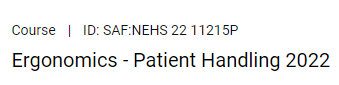 Course | ID: SAF:NEHS 22 11215P
Ergonomics - Patient Handling 2022